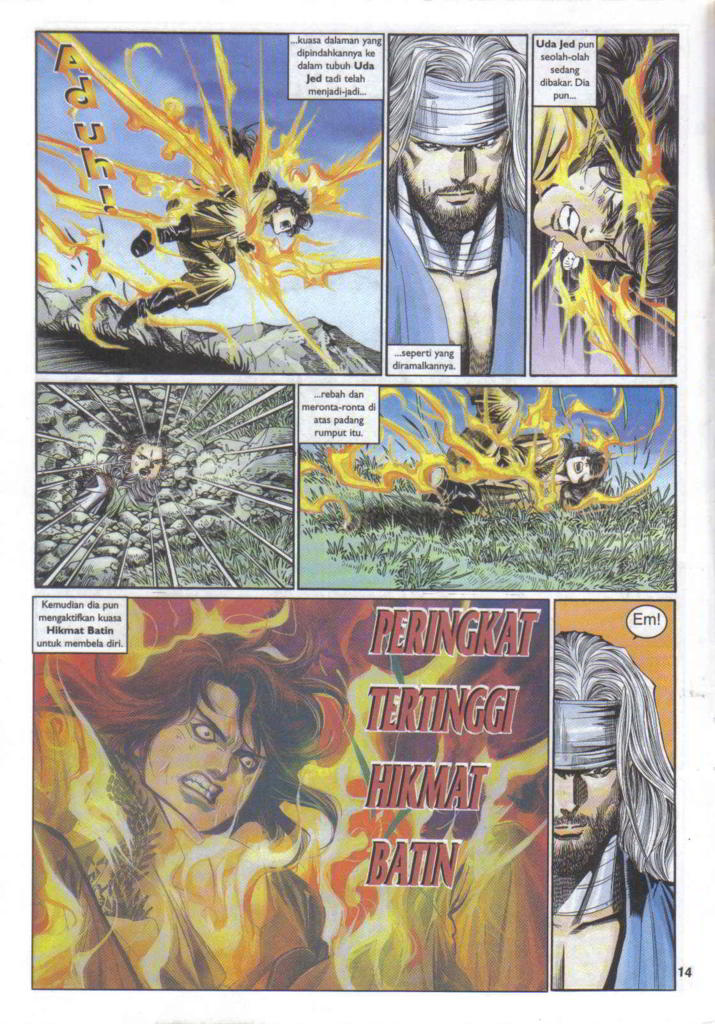 Aduh!
...kuasa dalaman yang
dipindahkannya ke
dalam tubuh Uda
Jed tadi telah
menjadi-jadi...
...seperti yang
diramalkannya.
Uda Jed pun
seolah-olah
sedang
dibakar. Dia
pun...
...rebah dan
meronta-ronta di
atas padang
rumput itu.
Kemudian dia pun
mengaktifkan kuasa
Hikmat Batin
untuk membela diri.
PERINGKAT
TERTINGGI
HIKMAT
BATIN
Em!
14